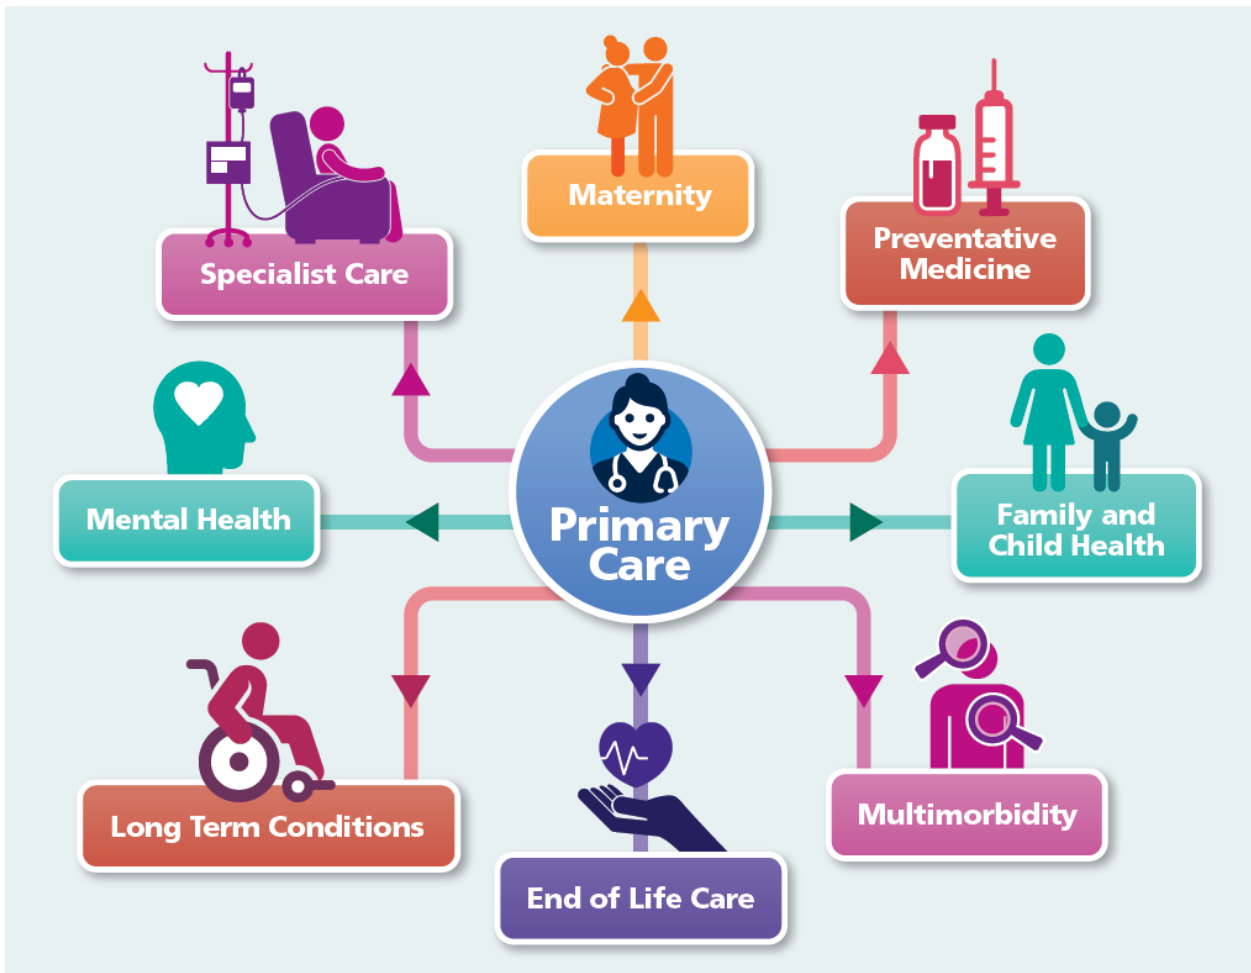 Maternity
Preventative
Medicine
Specialist Care
Mental Health
Primary
Care
Family and
Child Health
Long Term Conditions
Multimorbidity
End of Life Care